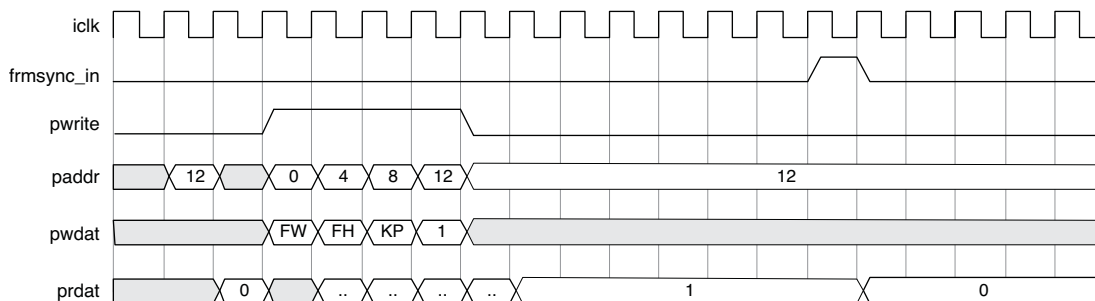 iclk
frmsync_in
pwrite
paddr 12 0 4 8 12 12
pwdat FW FH KP 1
prdat 0 .. .. .. .. 1 0